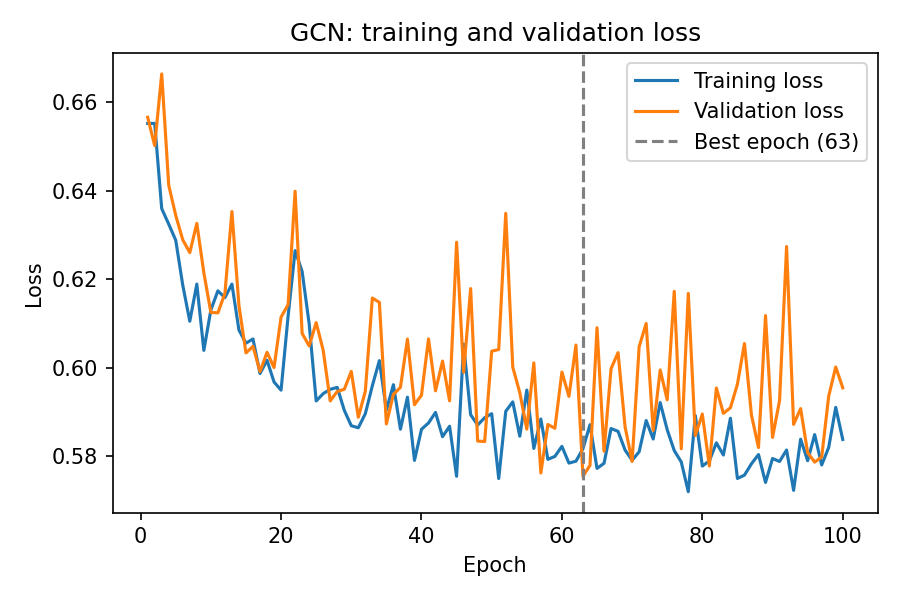 GCN: training and validation loss
Training loss
Validation loss
Best epoch (63)
0.66
0.64
0.62
0.60
0.58
Loss
0 20 40 60 80 100
Epoch